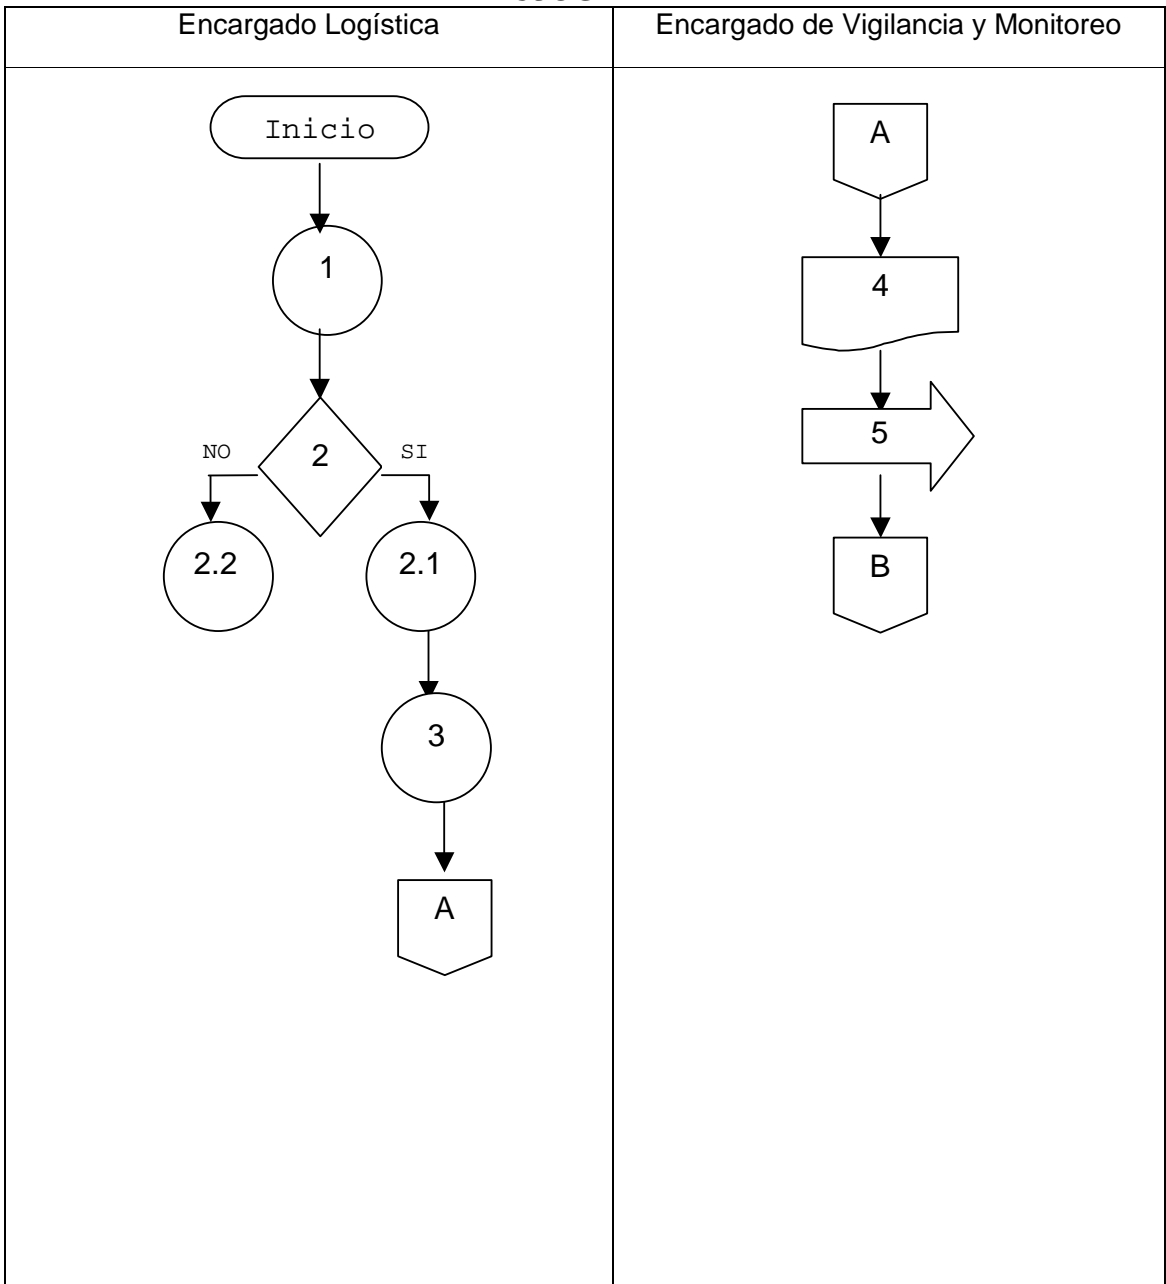 Encargado Logística
Encargado de Vigilancia y Monitoreo
Inicio
1
2
NO
SI
2.2
2.1
3
A
A
4
5
B